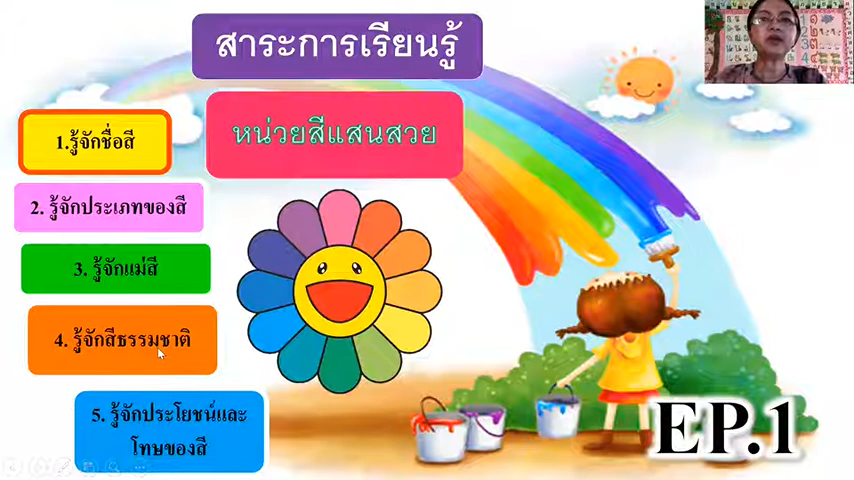 สาระการเรียนรู้
หน่วยสีแสนสวย
1.รู้จักชื่อสี
2. รู้จักประเภทของสี
3. รู้จักแม่สี
4. รู้จักสีธรรมชาติ
5. รู้จักประโยชน์และ
โทษของสี
EP.1